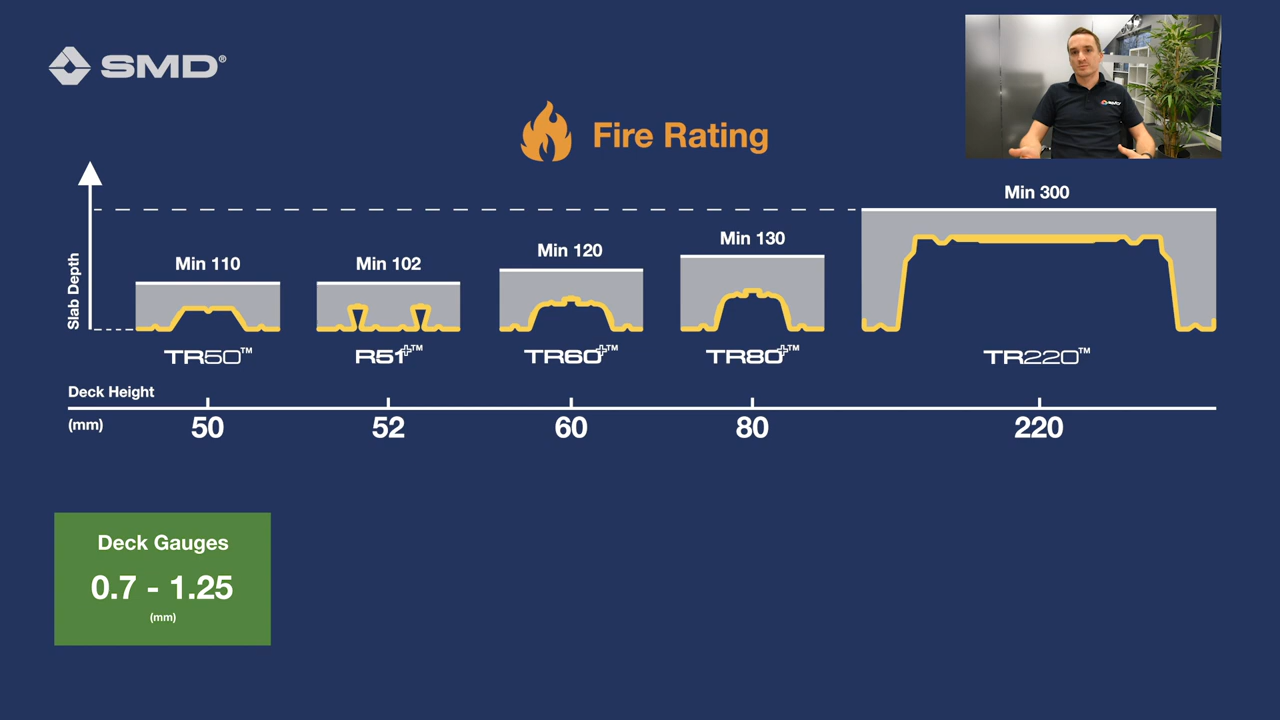 SMD®
Fire Rating
Slab Depth
Min 110
Min 102
Min 120
Min 130
Min 300
TR50™
R51+™
TR60+™
TR80+™
TR220™
Deck Height
(mm)
50
52
60
80
220
Deck Gauges
0.7 - 1.25
(mm)